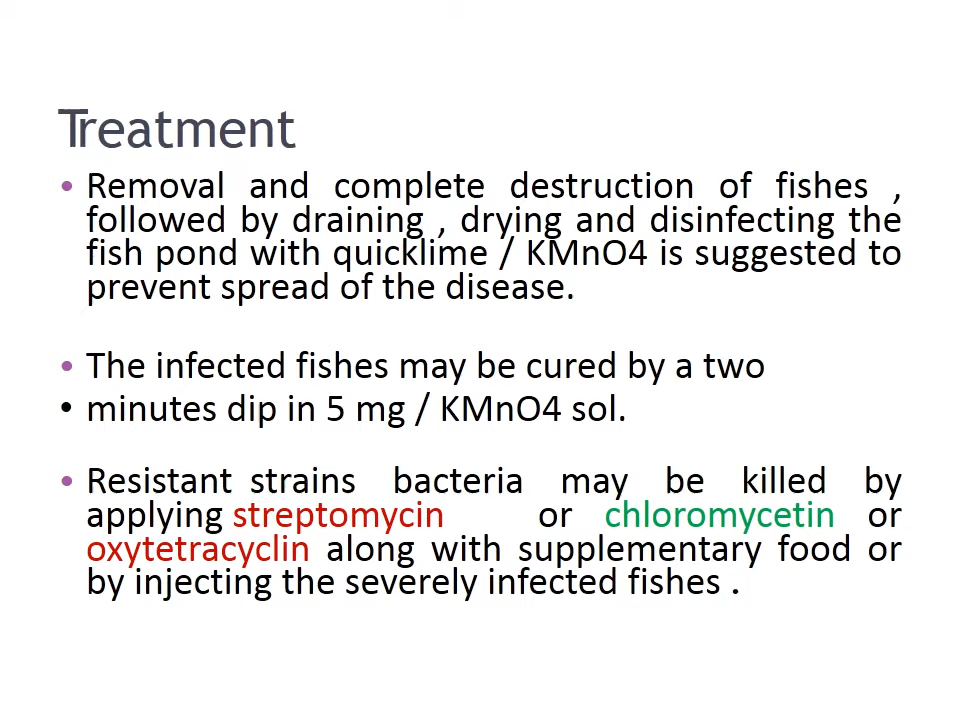 Treatment
• Removal and complete destruction of fishes ,
followed by draining , drying and disinfecting the
fish pond with quicklime / KMnO4 is suggested to
prevent spread of the disease.
• The infected fishes may be cured by a two
• minutes dip in 5 mg / KMnO4 sol.
• Resistant strains bacteria may be killed by
applying streptomycin or chloromycetin or
oxytetracyclin along with supplementary food or
by injecting the severely infected fishes .